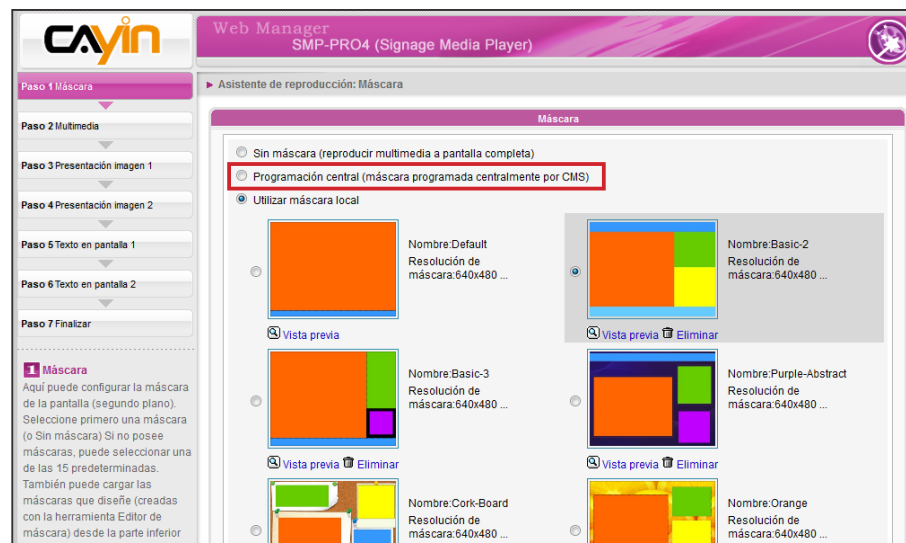 CAYIN
Web Manager
SMP-PRO4 (Signage Media Player)
Paso 1 Máscara
Paso 2 Multimedia
Paso 3 Presentación imagen 1
Paso 4 Presentación imagen 2
Paso 5 Texto en pantalla 1
Paso 6 Texto en pantalla 2
Paso 7 Finalizar
1 Máscara
Aquí puede configurar la máscara
de la pantalla (segundo plano).
Seleccione primero una máscara
(o Sin máscara) Si no posee
máscaras, puede seleccionar una
de las 15 predeterminadas.
También puede cargar las
máscaras que diseñe (creadas
con la herramienta Editor de
máscara) desde la parte inferior
Asistente de reproducción: Máscara
Máscara
Sin máscara (reproducir multimedia a pantalla completa)
Programación central (máscara programada centralmente por CMS)
Utilizar máscara local
Nombre:Default
Resolución de
máscara:640x480 ...
Vista previa
Nombre:Basic-2
Resolución de
máscara:640x480 ...
Vista previa Eliminar
Nombre:Basic-3
Resolución de
máscara:640x480 ...
Vista previa Eliminar
Nombre:Purple-Abstract
Resolución de
máscara:640x480 ...
Vista previa Eliminar
Nombre:Cork-Board
Resolución de
máscara:640x480 ...
Nombre:Orange
Resolución de
máscara:640x480 ...